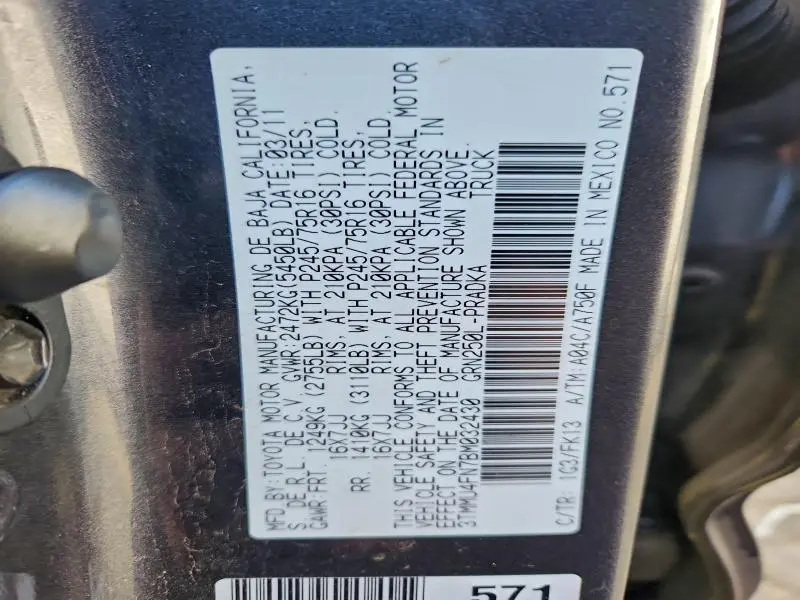 MFD.BY:TOYOTA MOTOR MANUFACTURING DE BAJA CALIFORNIA,
S. DE R.L. DE C.V. GVWR:2472KG(5450LB) DATE:03/11
GAWR:FRT. 1249KG (2755LB) WITH P245/75R16 TIRES,
16X7JJ RIMS, AT 210KPA (30PSI) COLD.
RR. 1410KG (3110LB) WITH P245/75R16 TIRES,
16X7JJ RIMS, AT 210KPA (30PSI) COLD.
THIS VEHICLE CONFORMS TO ALL APPLICABLE FEDERAL MOTOR
VEHICLE SAFETY AND THEFT PREVENTION STANDARDS IN
EFFECT ON THE DATE OF MANUFACTURE SHOWN ABOVE.
3TMMU4FN7BM032430 GRN250L-PRADKA TRUCK
C/TR: 1G3/FK13 A/TM:A04C/A750F MADE IN MEXICO NO.571
571